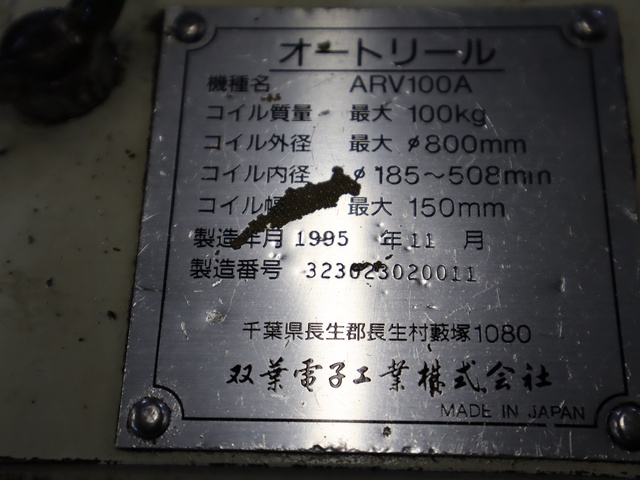 オートリール
機種名 ARV100A
コイル質量 最大 100kg
コイル外径 最大 φ800mm
コイル内径 φ185～508mm
コイル幅 最大 150mm
製造年月 1995 年 11 月
製造番号 323023020011
千葉県長生郡長生村藪塚1080
双葉電子工業株式会社
MADE IN JAPAN